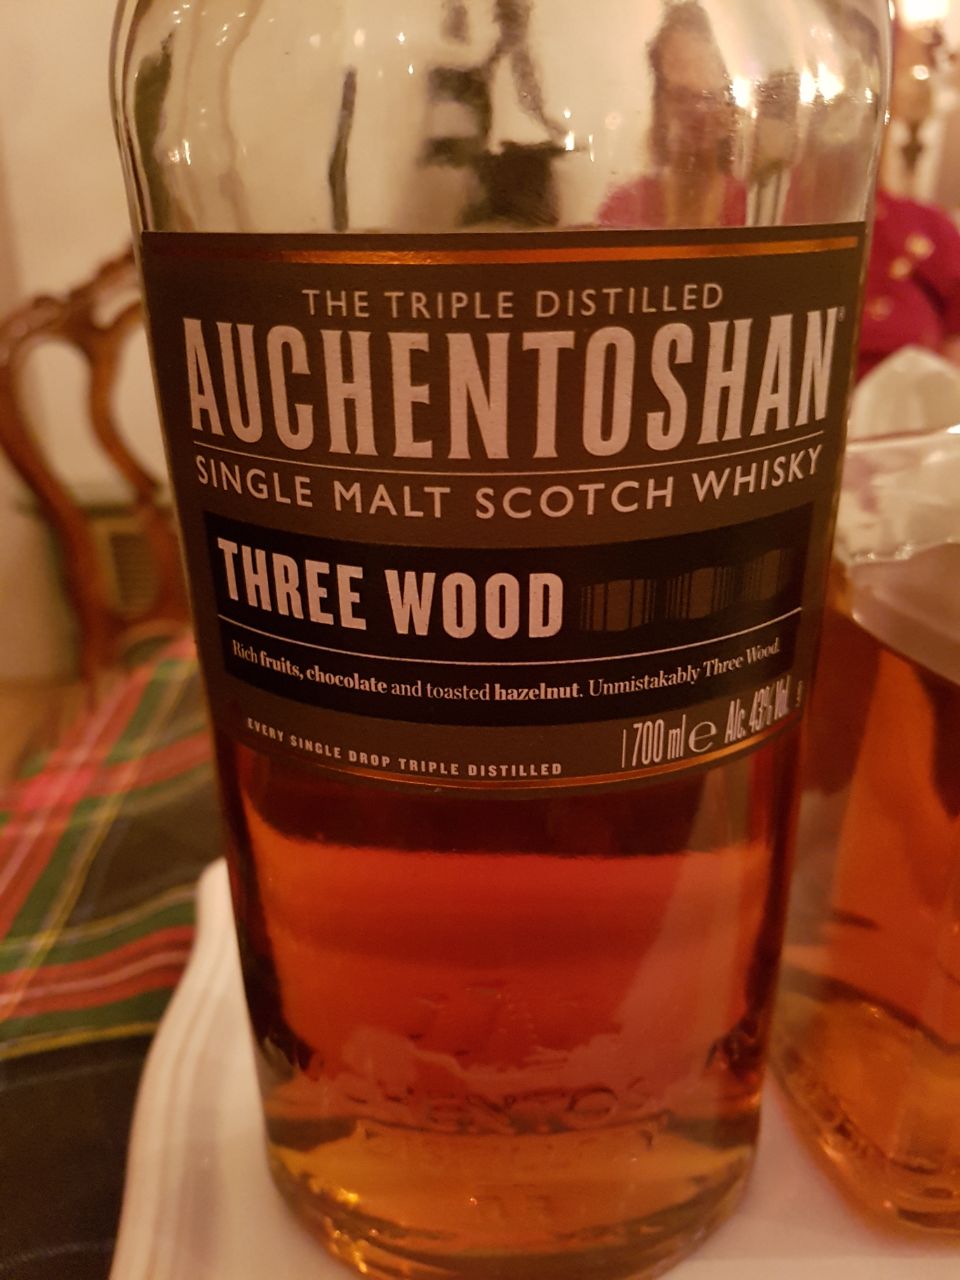 THE TRIPLE DISTILLED
AUCHENTOSHAN®
SINGLE MALT SCOTCH WHISKY
THREE WOOD
Rich fruits, chocolate and toasted hazelnut. Unmistakably Three Wood.
700 ml e Alc. 43% Vol.
EVERY SINGLE DROP TRIPLE DISTILLED